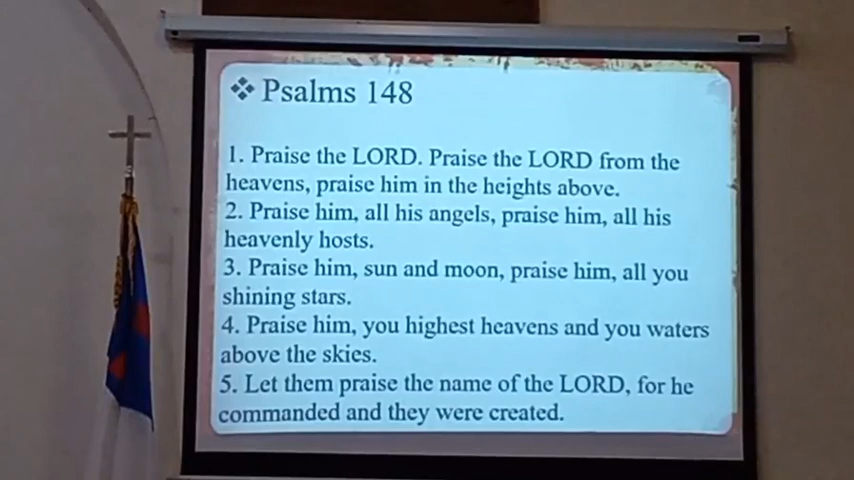 ❖ Psalms 148
1. Praise the LORD. Praise the LORD from the
heavens, praise him in the heights above.
2. Praise him, all his angels, praise him, all his
heavenly hosts.
3. Praise him, sun and moon, praise him, all you
shining stars.
4. Praise him, you highest heavens and you waters
above the skies.
5. Let them praise the name of the LORD, for he
commanded and they were created.